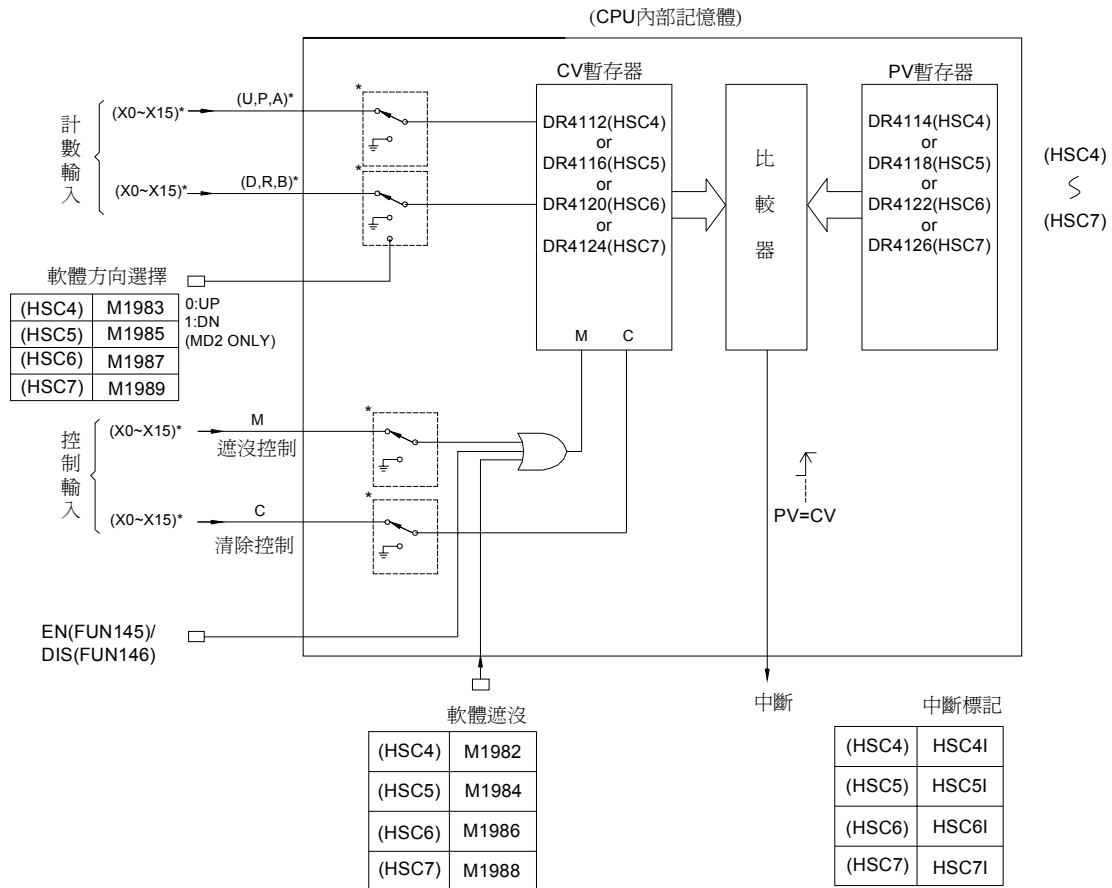 (CPU內部記憶體)
CV暫存器
PV暫存器
計數輸入
(X0~X15)*
(U,P,A)*
*
(X0~X15)*
(D,R,B)*
*
DR4112(HSC4)
or
DR4116(HSC5)
or
DR4120(HSC6)
or
DR4124(HSC7)
M
C
比較器
DR4114(HSC4)
or
DR4118(HSC5)
or
DR4122(HSC6)
or
DR4126(HSC7)
(HSC4)
(HSC7)
軟體方向選擇
(HSC4) M1983
(HSC5) M1985
(HSC6) M1987
(HSC7) M1989
0:UP
1:DN
(MD2 ONLY)
控制輸入
(X0~X15)*
M
遮沒控制
*
(X0~X15)*
C
清除控制
*
PV=CV
EN(FUN145)/
DIS(FUN146)
軟體遮沒
(HSC4) M1982
(HSC5) M1984
(HSC6) M1986
(HSC7) M1988
中斷
中斷標記
(HSC4) HSC4I
(HSC5) HSC5I
(HSC6) HSC6I
(HSC7) HSC7I